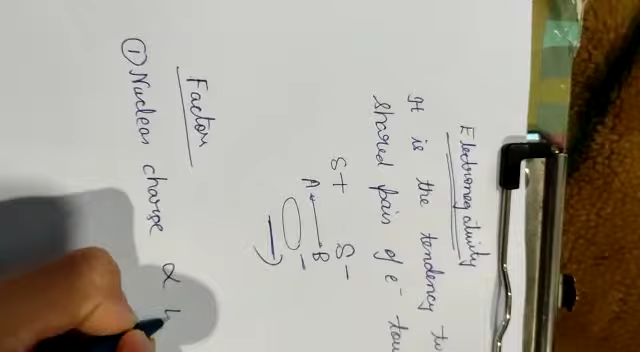 Electronegativity
It is the tendency to
shared pair of e⁻ tow
δ+ δ-
A B
Factor
① Nuclear charge ∝